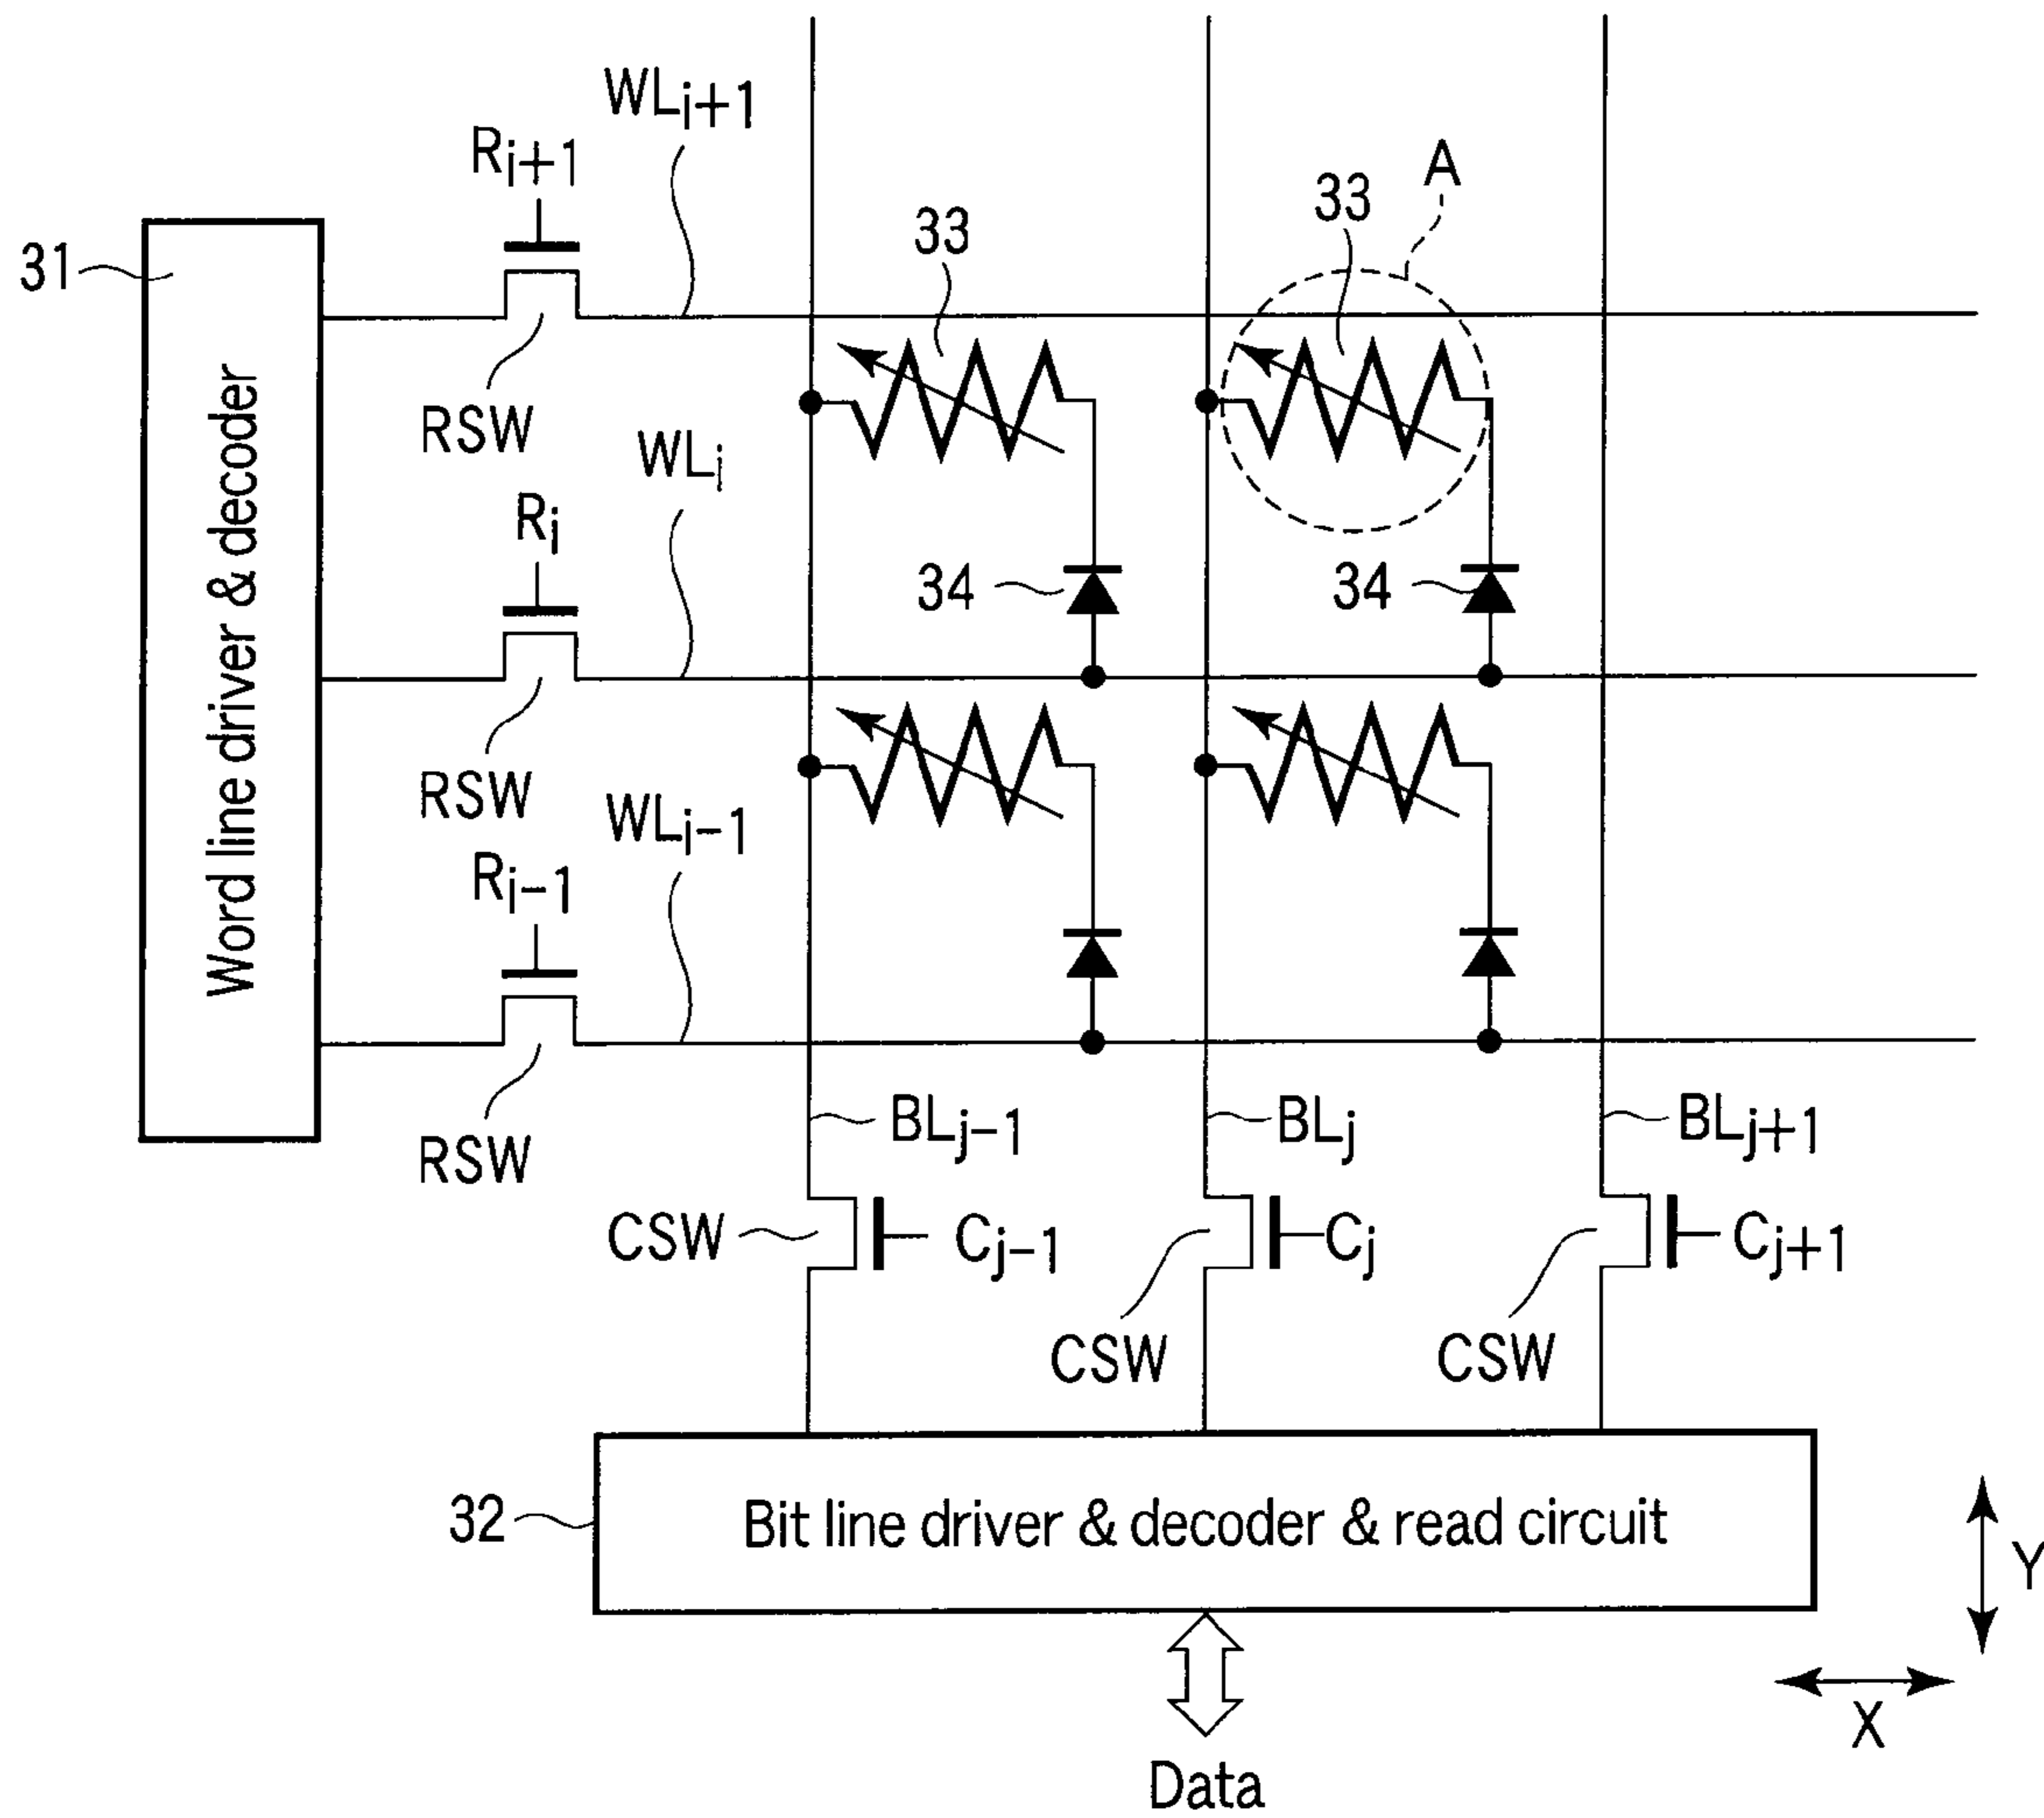 WLi+1
Ri+1
A
33
33
31
RSW
WLi
Ri
34
34
Word line driver & decoder
RSW
WLi-1
Ri-1
RSW
BLj-1
BLj
BLj+1
CSW
Cj-1
Cj
Cj+1
CSW
CSW
32
Bit line driver & decoder & read circuit
Y
X
Data